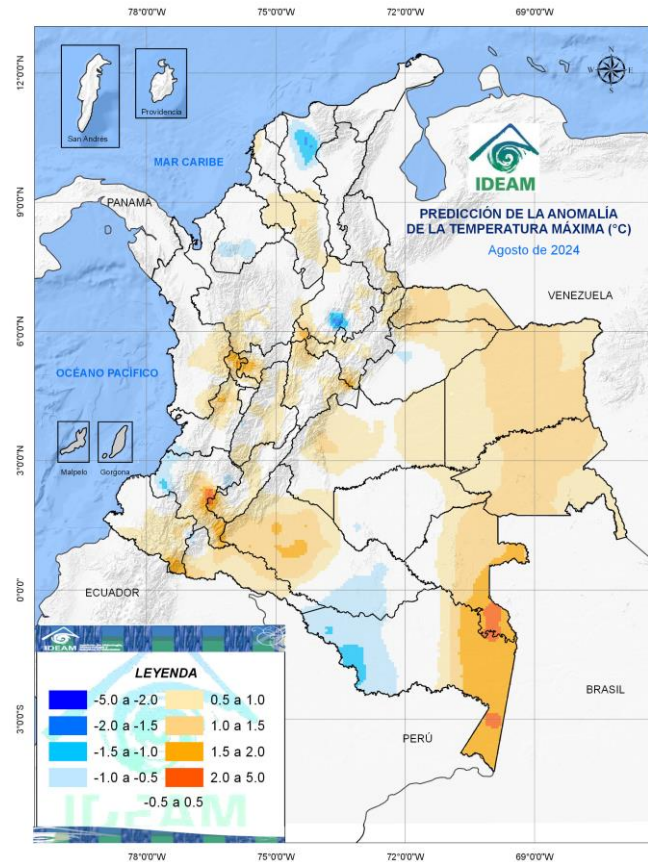 78°0'0"W
75°0'0"W
72°0'0"W
69°0'0"W
12°0'0"N
9°0'0"N
6°0'0"N
3°0'0"N
0°0'0"
3°0'0"S
N
W
E
S
San Andrés
Providencia
MAR CARIBE
PANAMÁ
IDEAM
PREDICCIÓN DE LA ANOMALÍA
DE LA TEMPERATURA MÁXIMA (°C)
Agosto de 2024
VENEZUELA
OCÉANO PACÍFICO
Malpelo
Gorgona
ECUADOR
BRASIL
PERÚ
IDEAM
LEYENDA
-5.0 a -2.0
0.5 a 1.0
-2.0 a -1.5
1.0 a 1.5
-1.5 a -1.0
1.5 a 2.0
-1.0 a -0.5
2.0 a 5.0
-0.5 a 0.5
IDEAM
78°0'0"W
75°0'0"W
72°0'0"W
69°0'0"W